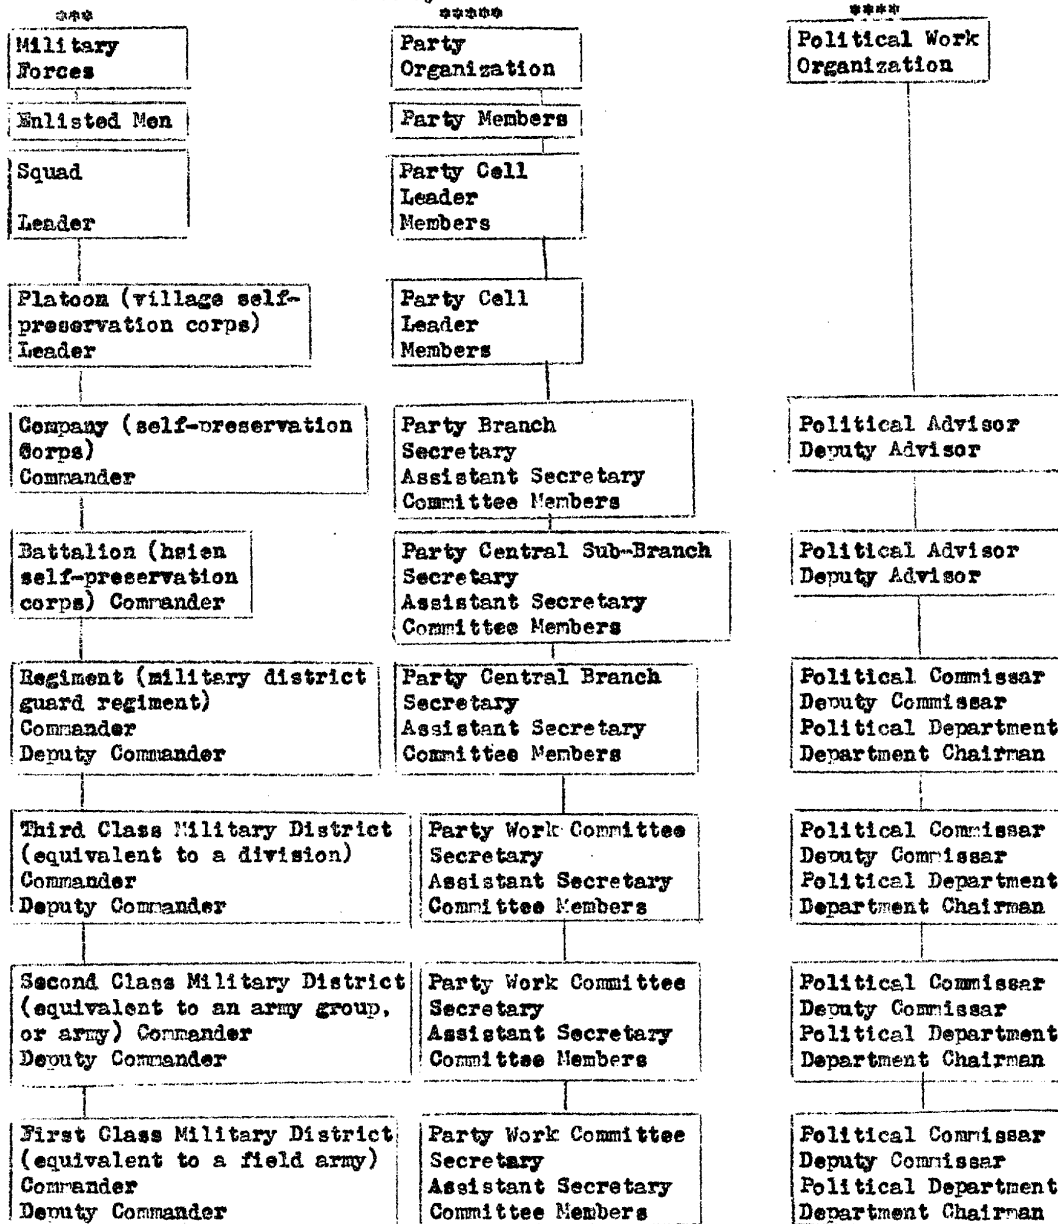 ***
Military
Forces
Enlisted Men
Squad
Leader
Platoon (village self-
preservation corps)
Leader
Company (self-preservation
Corps)
Commander
Battalion (hsien
self-preservation
corps) Commander
Regiment (military district
guard regiment)
Commander
Deputy Commander
Third Class Military District
(equivalent to a division)
Commander
Deputy Commander
Second Class Military District
(equivalent to an army group,
or army) Commander
Deputy Commander
First Class Military District
(equivalent to a field army)
Commander
Deputy Commander
*****
Party
Organization
Party Members
Party Cell
Leader
Members
Party Cell
Leader
Members
Party Branch
Secretary
Assistant Secretary
Committee Members
Party Central Sub-Branch
Secretary
Assistant Secretary
Committee Members
Party Central Branch
Secretary
Assistant Secretary
Committee Members
Party Work Committee
Secretary
Assistant Secretary
Committee Members
Party Work Committee
Secretary
Assistant Secretary
Committee Members
Party Work Committee
Secretary
Assistant Secretary
Committee Members
****
Political Work
Organization
Political Advisor
Deputy Advisor
Political Advisor
Deputy Advisor
Political Commissar
Deputy Commissar
Political Department
Department Chairman
Political Commissar
Deputy Commissar
Political Department
Department Chairman
Political Commissar
Deputy Commissar
Political Department
Department Chairman
Political Commissar
Deputy Commissar
Political Department
Department Chairman